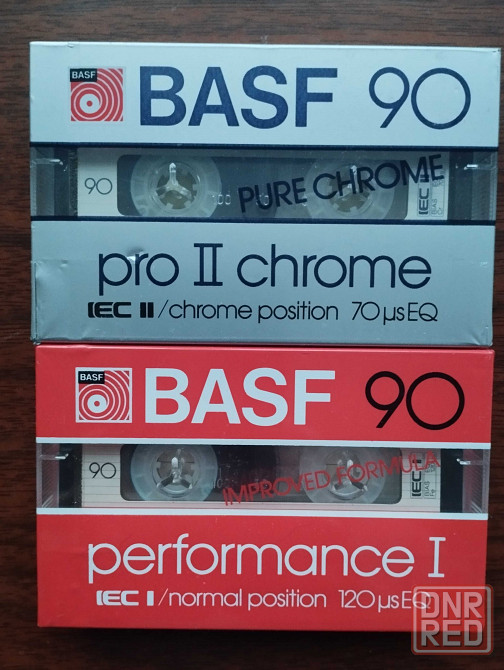 BASF
BASF 90
90
PURE CHROME
IEC II
pro II chrome
IEC II / chrome position 70 µs EQ
BASF
BASF 90
90
IMPROVED FORMULA
IEC I
performance I
IEC I / normal position 120 µs EQ
DNR
RED